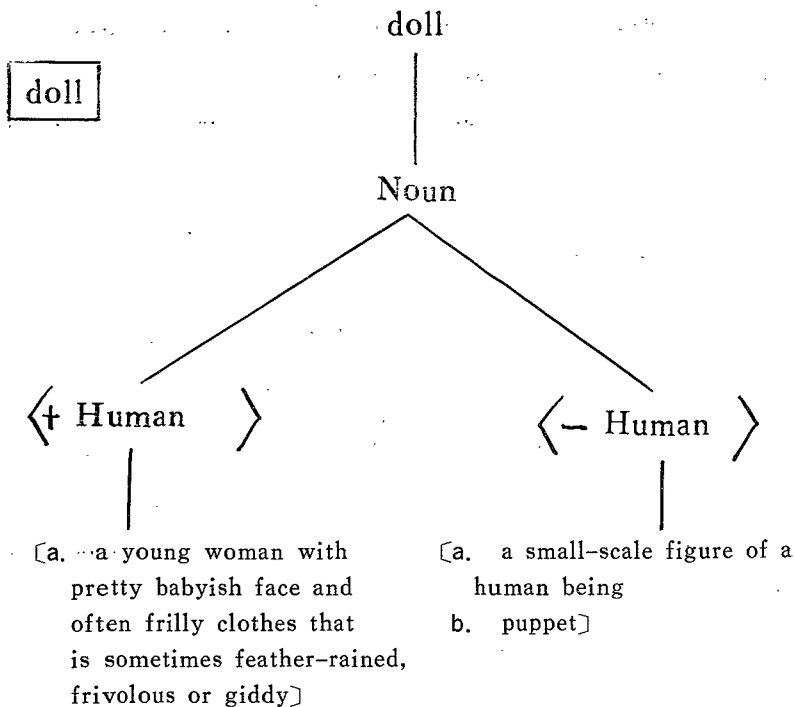 doll
doll
Noun
⟨+ Human ⟩
⟨− Human ⟩
[a. a young woman with
pretty babyish face and
often frilly clothes that
is sometimes feather-rained,
frivolous or giddy]
[a. a small-scale figure of a
human being
b. puppet]